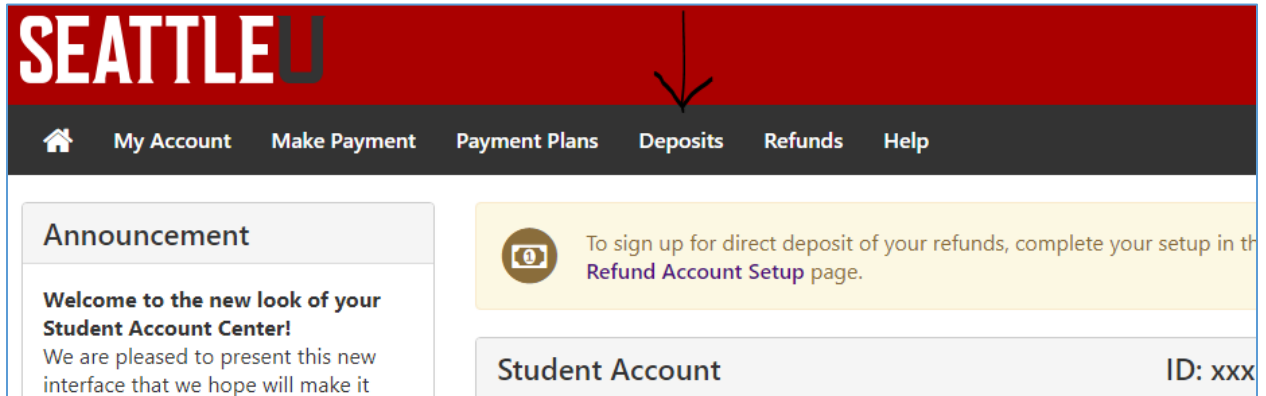 SEATTLEU
My Account Make Payment Payment Plans Deposits Refunds Help
Announcement
Welcome to the new look of your
Student Account Center!
We are pleased to present this new
interface that we hope will make it
To sign up for direct deposit of your refunds, complete your setup in th
Refund Account Setup page.
Student Account ID: xxx